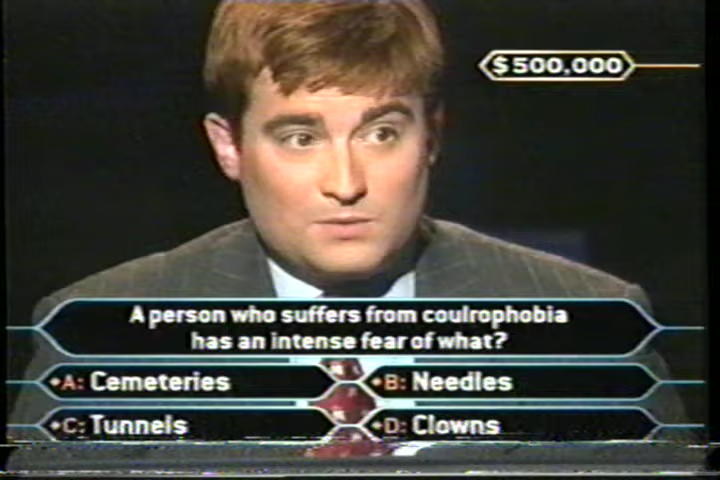 $500,000
A person who suffers from coulrophobia
has an intense fear of what?
A: Cemeteries
B: Needles
C: Tunnels
D: Clowns